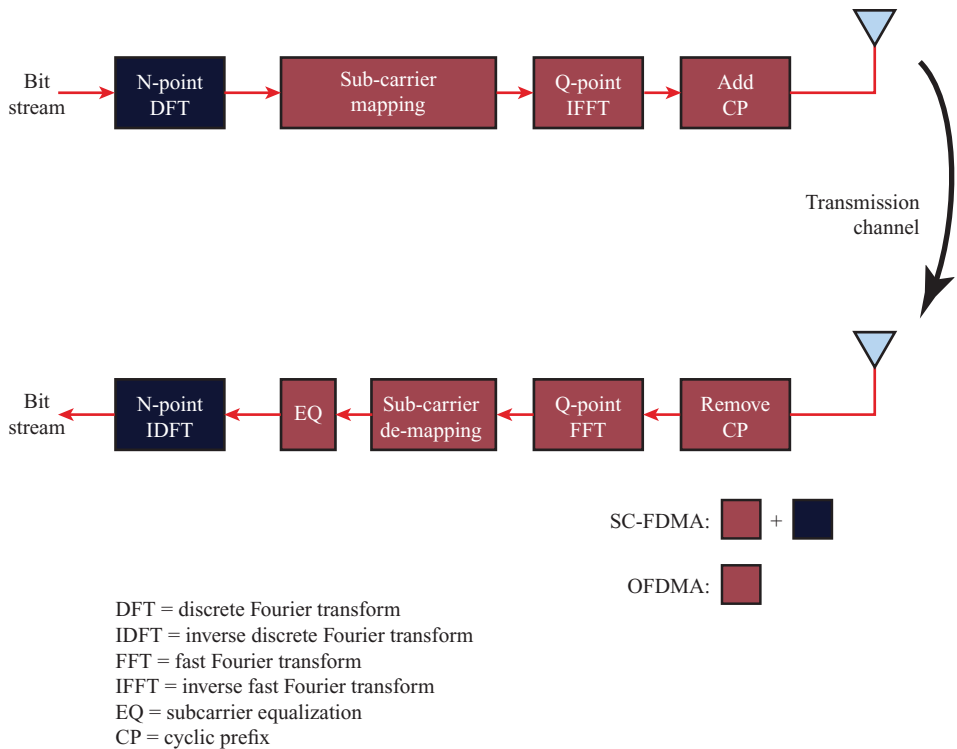 Bit
stream
N-point
DFT
Sub-carrier
mapping
Q-point
IFFT
Add
CP
Transmission
channel
Bit
stream
N-point
IDFT
EQ
Sub-carrier
de-mapping
Q-point
FFT
Remove
CP
SC-FDMA: +
OFDMA:
DFT = discrete Fourier transform
IDFT = inverse discrete Fourier transform
FFT = fast Fourier transform
IFFT = inverse fast Fourier transform
EQ = subcarrier equalization
CP = cyclic prefix